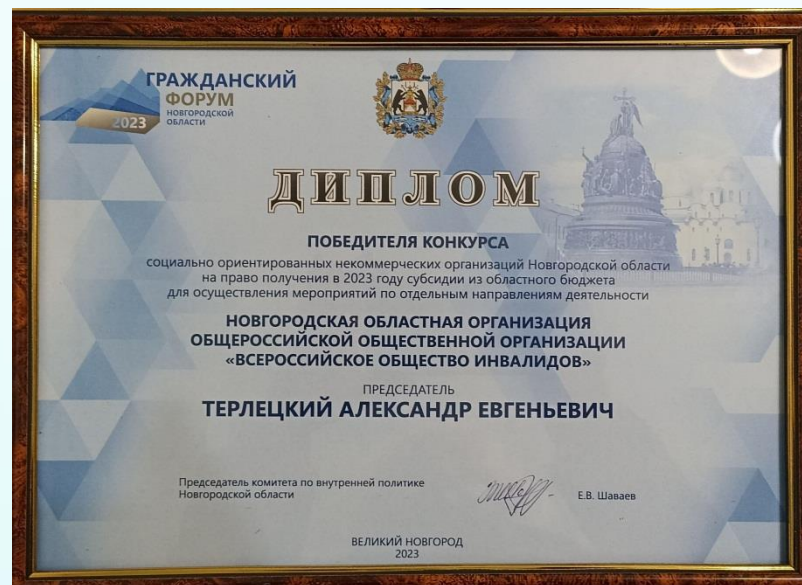 ГРАЖДАНСКИЙ
ФОРУМ
НОВГОРОДСКОЙ
ОБЛАСТИ
2023
ДИПЛОМ
ПОБЕДИТЕЛЯ КОНКУРСА
социально ориентированных некоммерческих организаций Новгородской области
на право получения в 2023 году субсидии из областного бюджета
для осуществления мероприятий по отдельным направлениям деятельности
НОВГОРОДСКАЯ ОБЛАСТНАЯ ОРГАНИЗАЦИЯ
ОБЩЕРОССИЙСКОЙ ОБЩЕСТВЕННОЙ ОРГАНИЗАЦИИ
«ВСЕРОССИЙСКОЕ ОБЩЕСТВО ИНВАЛИДОВ»
ПРЕДСЕДАТЕЛЬ
ТЕРЛЕЦКИЙ АЛЕКСАНДР ЕВГЕНЬЕВИЧ
Председатель комитета по внутренней политике
Новгородской области
Е.В. Шаваев
ВЕЛИКИЙ НОВГОРОД
2023